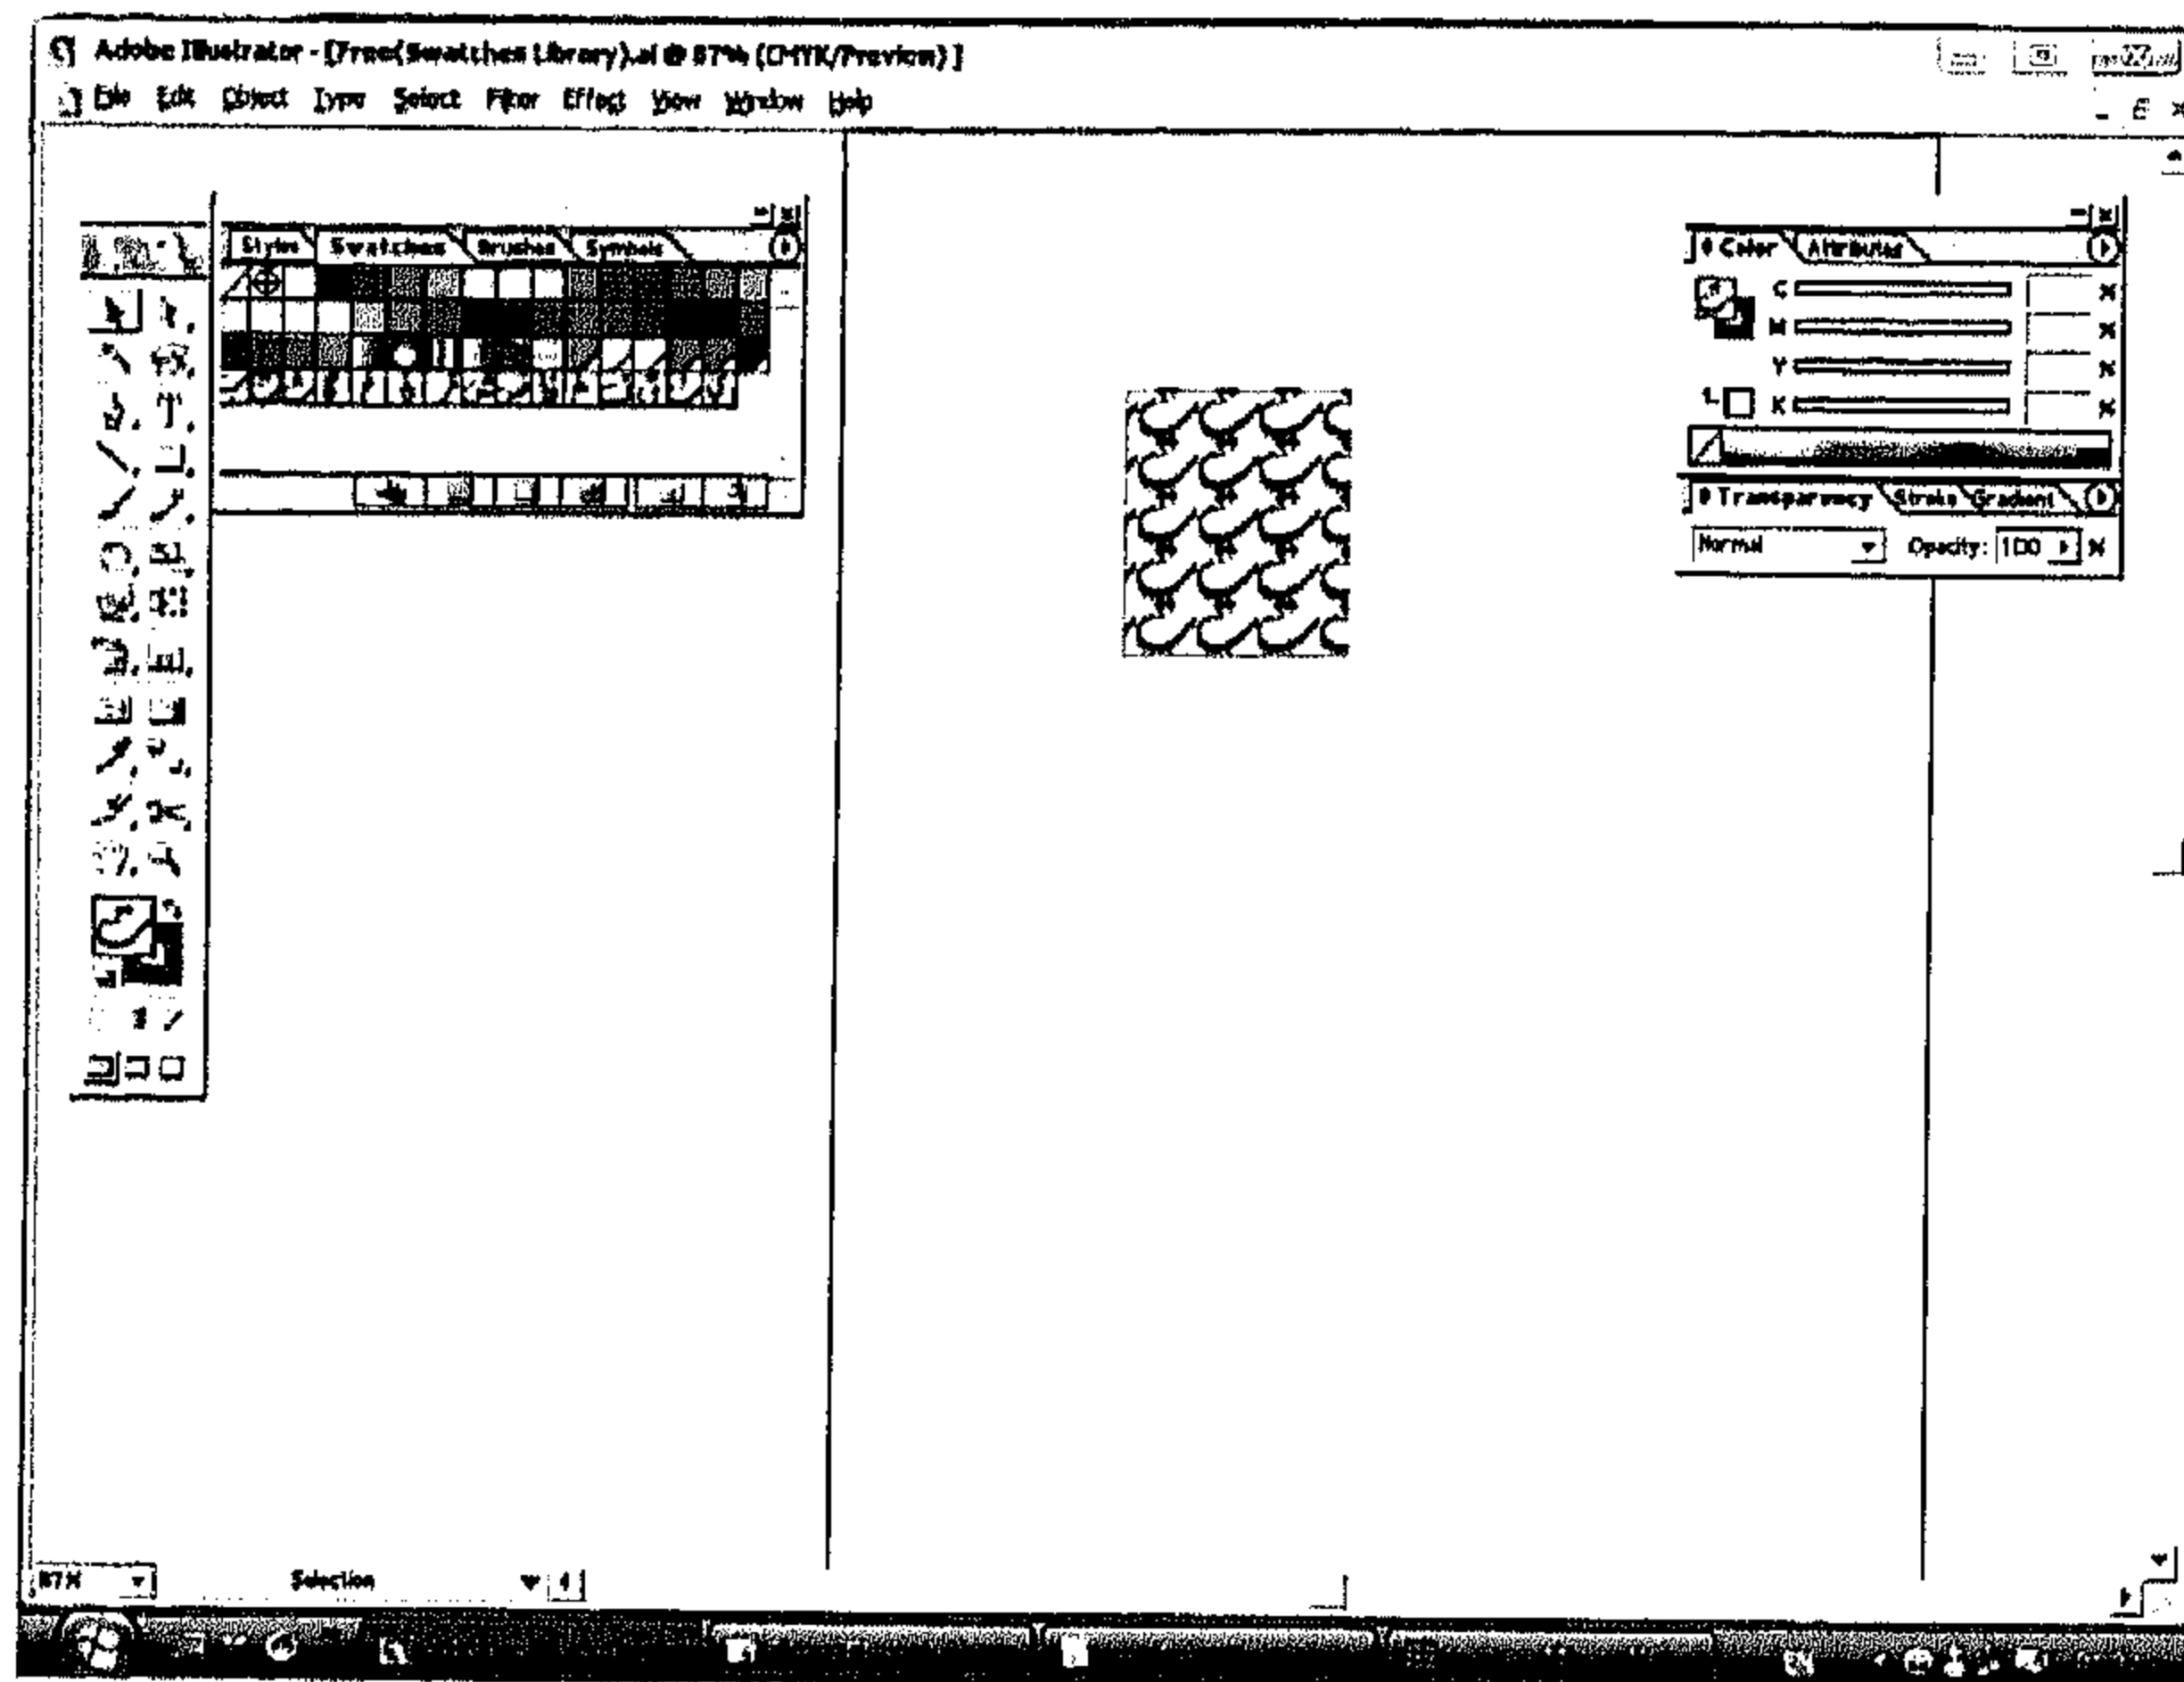 Adobe Illustrator - [Free(Swatches Library).ai @ 87% (CMYK/Preview)]
File Edit Object Type Select Filter Effect View Window Help
Styles Swatches Brushes Symbols
Color Attributes
C %
M %
Y %
K %
Transparency Stroke Gradient
Normal Opacity: 100 %
87% Selection
EN